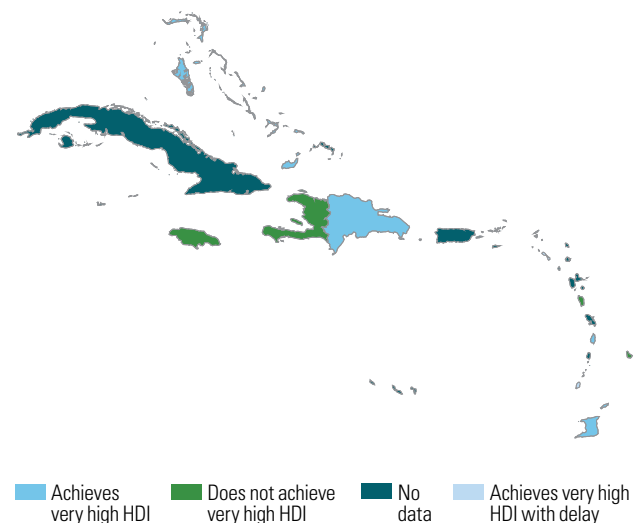 Achieves
very high HDI
Does not achieve
very high HDI
No
data
Achieves very high
HDI with delay